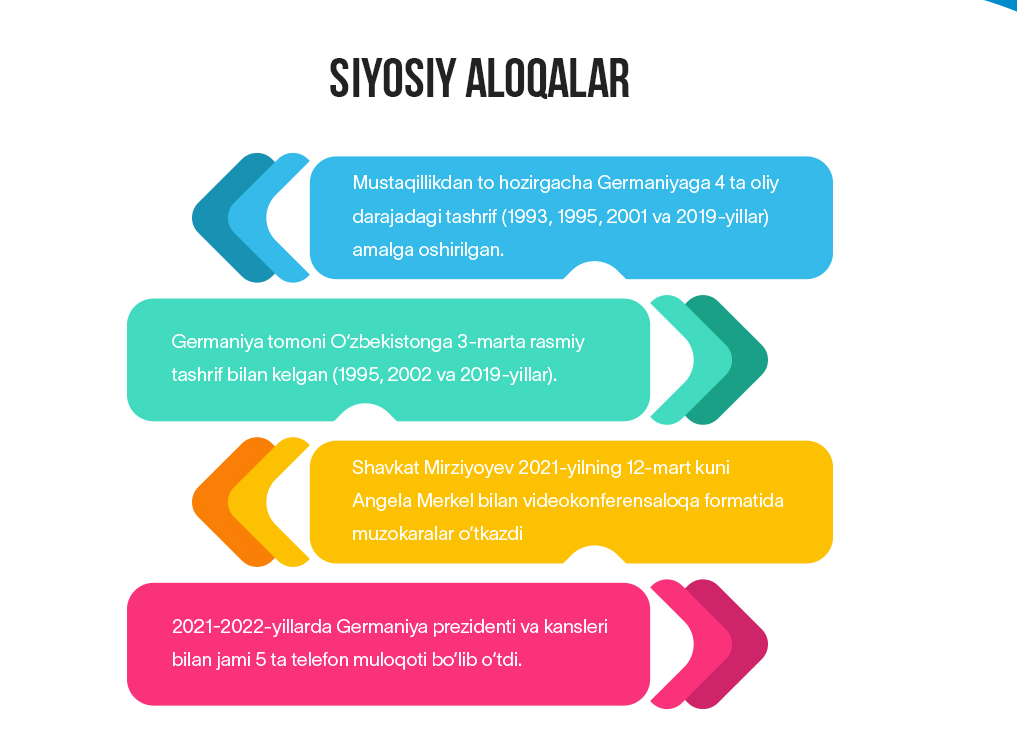 SIYOSIY ALOQALAR
Mustaqillikdan to hozirgacha Germaniyaga 4 ta oliy
darajadagi tashrif (1993, 1995, 2001 va 2019-yillar)
amalga oshirilgan.
Germaniya tomoni O‘zbekistonga 3-marta rasmiy
tashrif bilan kelgan (1995, 2002 va 2019-yillar).
Shavkat Mirziyoyev 2021-yilning 12-mart kuni
Angela Merkel bilan videokonferensaloqa formatida
muzokaralar o‘tkazdi
2021-2022-yillarda Germaniya prezidenti va kansleri
bilan jami 5 ta telefon muloqoti bo‘lib o‘tdi.